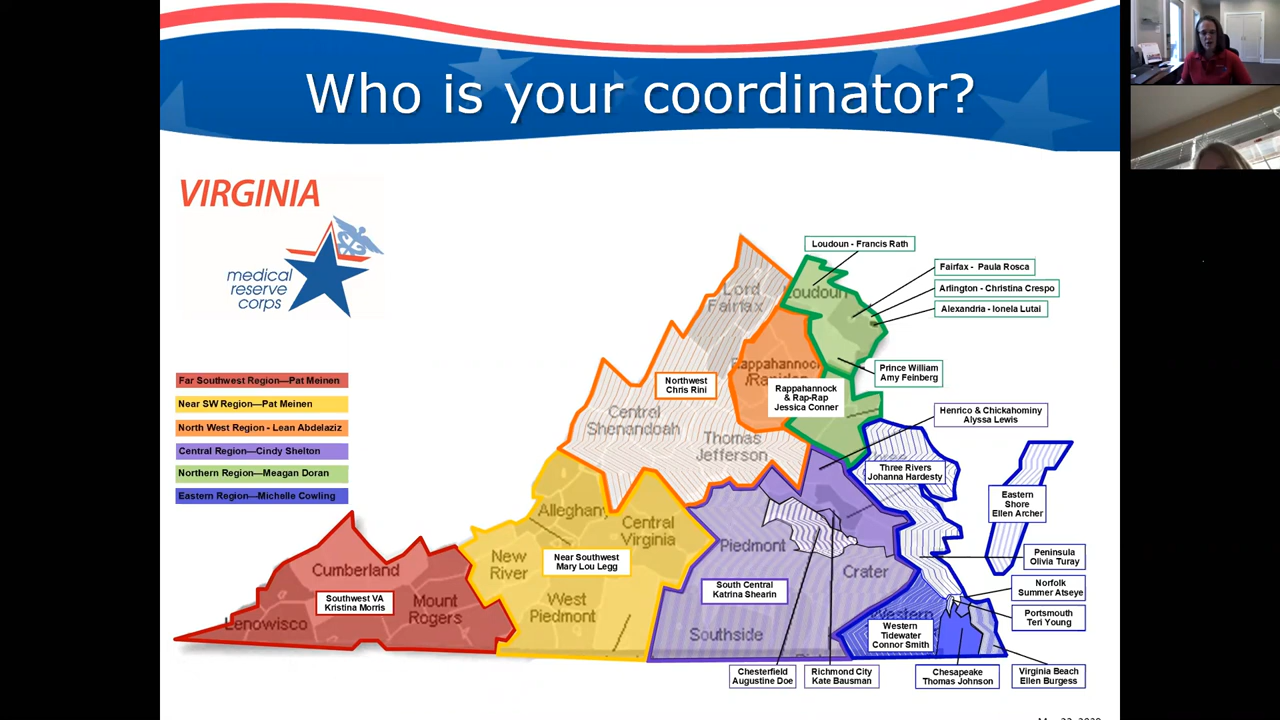 Who is your coordinator?
VIRGINIA
medical
reserve
corps
Loudoun - Francis Rath
Fairfax - Paula Rosca
Arlington - Christina Crespo
Alexandria - Ionela Lutai
Lord
Fairfax
Loudoun
Rappahannock
Prince William
Amy Feinberg
Northwest
Chris Rini
Rappahannock
& Rap-Rap
Jessica Conner
Far Southwest Region—Pat Meinen
Near SW Region—Pat Meinen
North West Region - Lean Abdelaziz
Central Region—Cindy Shelton
Northern Region—Meagan Doran
Eastern Region—Michelle Cowling
Central
Shenandoah
Thomas
Jefferson
Henrico & Chickahominy
Alyssa Lewis
Three Rivers
Johanna Hardesty
Eastern
Shore
Ellen Archer
Alleghany
Central
Virginia
New
River
Near Southwest
Mary Lou Legg
West
Piedmont
Piedmont
Crater
South Central
Katrina Shearin
Southside
Cumberland
Southwest VA
Kristina Morris
Mount
Rogers
Lenowisco
Peninsula
Olivia Turay
Norfolk
Summer Atseye
Portsmouth
Teri Young
Western
Western
Tidewater
Connor Smith
Chesterfield
Augustine Doe
Richmond City
Kate Bausman
Chesapeake
Thomas Johnson
Virginia Beach
Ellen Burgess